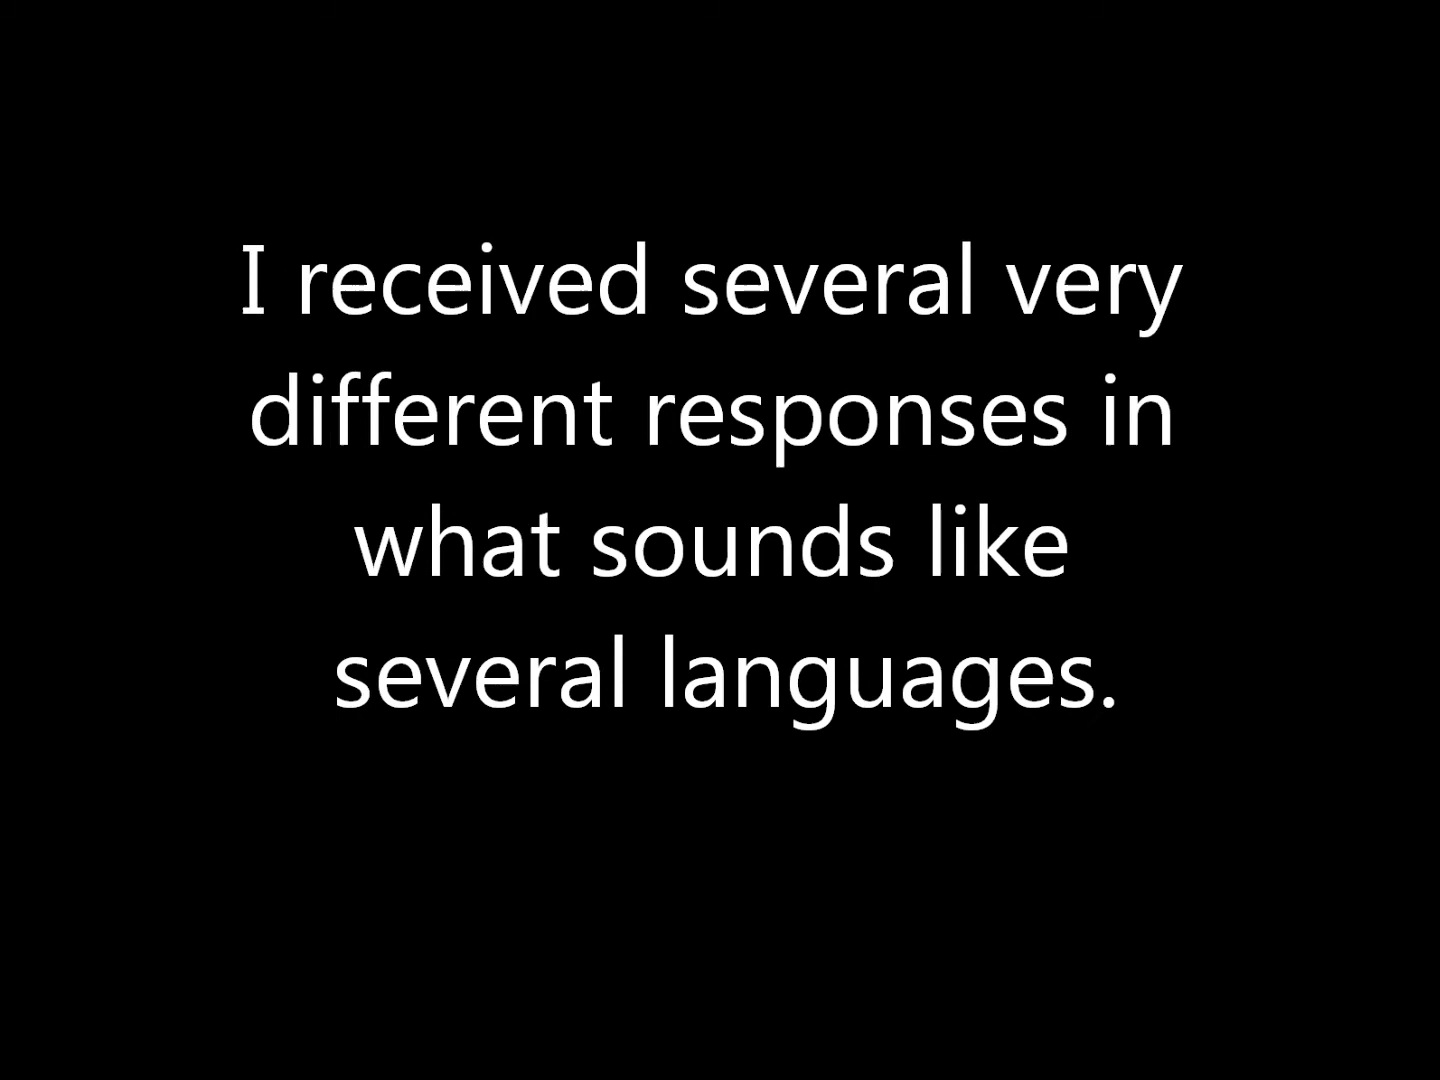 I received several very
different responses in
what sounds like
several languages.